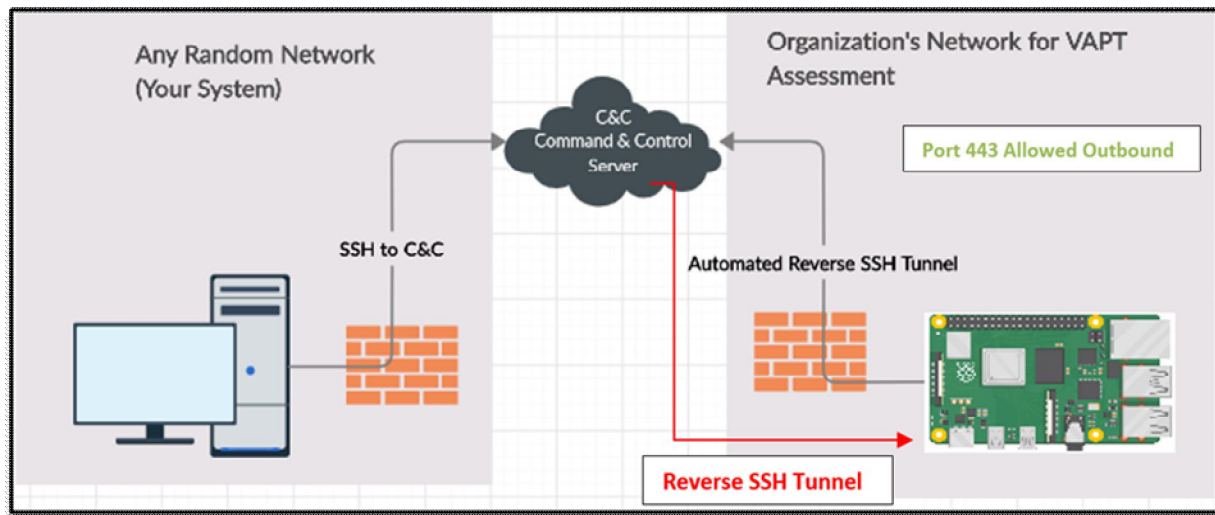 Any Random Network
(Your System)
Organization's Network for VAPT
Assessment
C&C
Command & Control
Server
Port 443 Allowed Outbound
SSH to C&C
Automated Reverse SSH Tunnel
Reverse SSH Tunnel